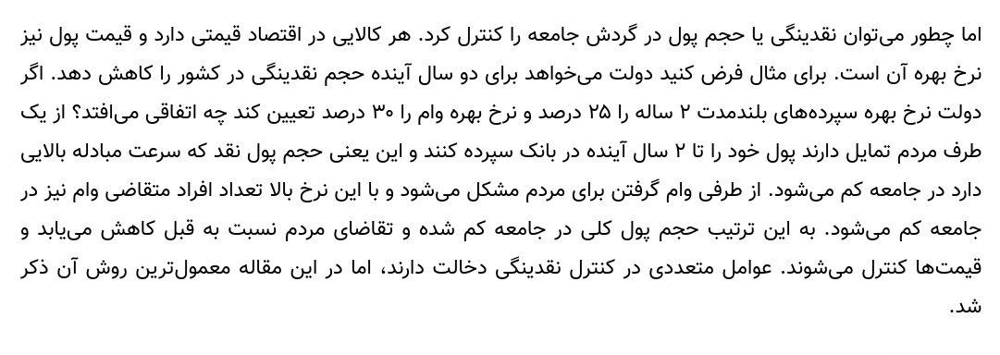 اما چطور می‌توان نقدینگی یا حجم پول در گردش جامعه را کنترل کرد. هر کالایی در اقتصاد قیمتی دارد و قیمت پول نیز
نرخ بهره آن است. برای مثال فرض کنید دولت می‌خواهد برای دو سال آینده حجم نقدینگی در کشور را کاهش دهد. اگر
دولت نرخ بهره سپرده‌های بلندمدت ۲ ساله را ۲۵ درصد و نرخ بهره وام را ۳۰ درصد تعیین کند چه اتفاقی می‌افتد؟ از یک
طرف مردم تمایل دارند پول خود را تا ۲ سال آینده در بانک سپرده کنند و این یعنی حجم پول نقد که سرعت مبادله بالایی
دارد در جامعه کم می‌شود. از طرفی وام گرفتن برای مردم مشکل می‌شود و با این نرخ بالا تعداد افراد متقاضی وام نیز در
جامعه کم می‌شود. به این ترتیب حجم پول کلی در جامعه کم شده و تقاضای مردم نسبت به قبل کاهش می‌یابد و
قیمت‌ها کنترل می‌شوند. عوامل متعددی در کنترل نقدینگی دخالت دارند، اما در این مقاله معمول‌ترین روش آن ذکر
شد.